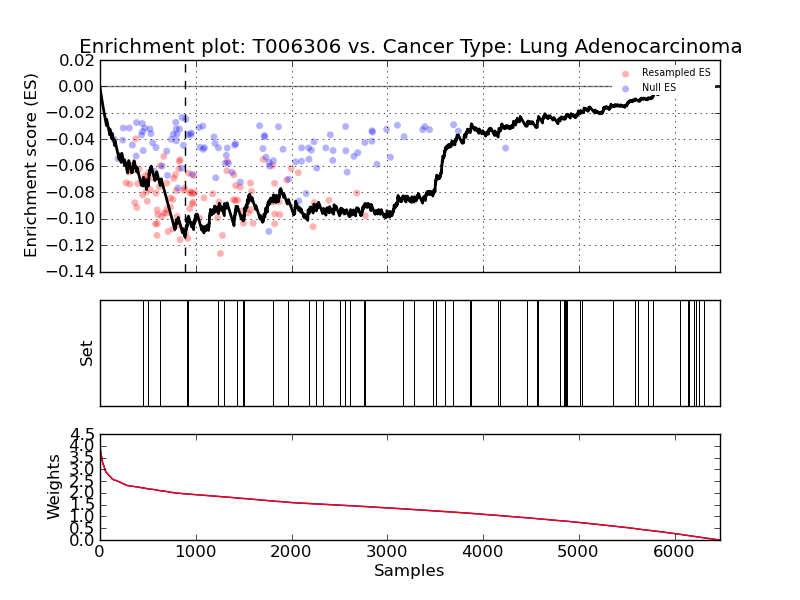 Enrichment plot: T006306 vs. Cancer Type: Lung Adenocarcinoma
0.02
0.00
−0.02
−0.04
−0.06
−0.08
−0.10
−0.12
−0.14
Enrichment score (ES)
Resampled ES
Null ES
Set
4.5
4.0
3.5
3.0
2.5
2.0
1.5
1.0
0.5
0.0
Weights
0 1000 2000 3000 4000 5000 6000
Samples